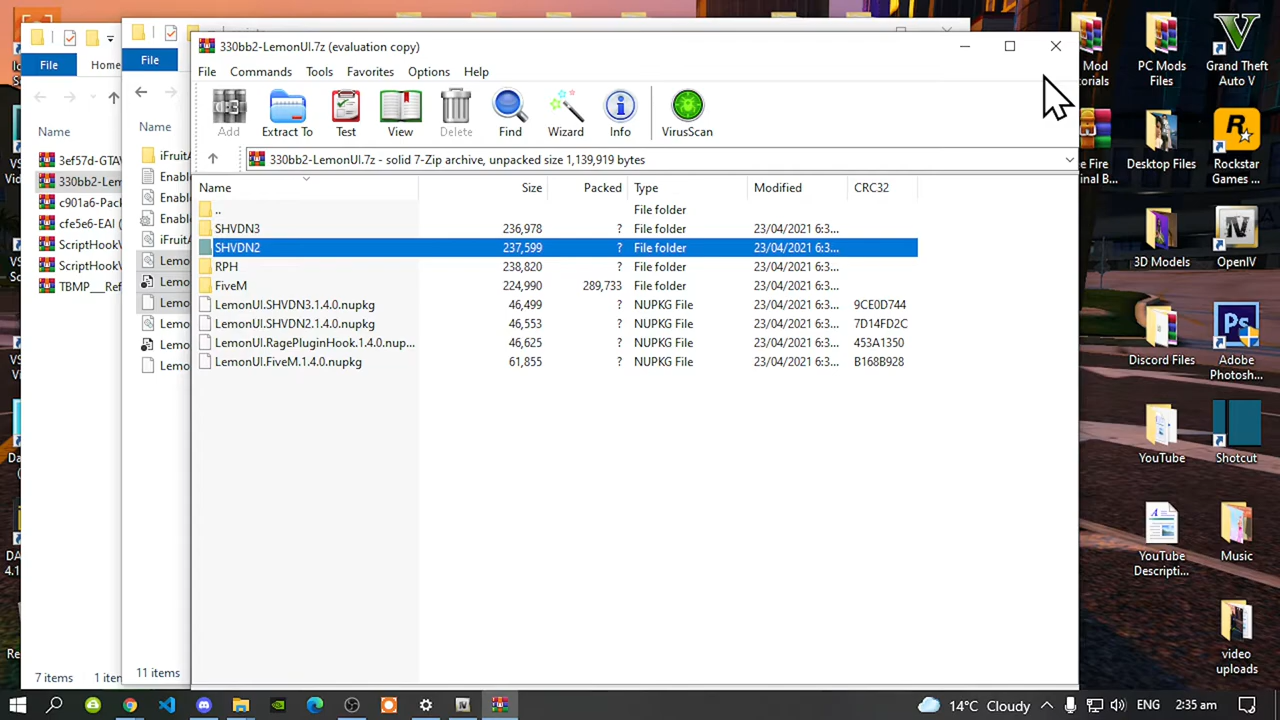 330bb2-LemonUI.7z (evaluation copy)
File Commands Tools Favorites Options Help
Add Extract To Test View Delete Find Wizard Info VirusScan
330bb2-LemonUI.7z - solid 7-Zip archive, unpacked size 1,139,919 bytes
Name Size Packed Type Modified CRC32
.. File folder
SHVDN3 236,978 ? File folder 23/04/2021 6:3...
SHVDN2 237,599 ? File folder 23/04/2021 6:3...
RPH 238,820 ? File folder 23/04/2021 6:3...
FiveM 224,990 289,733 File folder 23/04/2021 6:3...
LemonUI.SHVDN3.1.4.0.nupkg 46,499 ? NUPKG File 23/04/2021 6:3... 9CE0D744
LemonUI.SHVDN2.1.4.0.nupkg 46,553 ? NUPKG File 23/04/2021 6:3... 7D14FD2C
LemonUI.RagePluginHook.1.4.0.nup... 46,625 ? NUPKG File 23/04/2021 6:3... 453A1350
LemonUI.FiveM.1.4.0.nupkg 61,855 ? NUPKG File 23/04/2021 6:3... B168B928
File Home
Name
3ef57d-GTAV
330bb2-Lem
c901a6-Pack
cfe5e6-EAI (
ScriptHookV
ScriptHookV
TBMP___Ref
7 items 1 item
File
Name
iFruitA
Enable
Enable
Enable
iFruitA
Lemo
Lemo
Lemo
Lemo
Lemo
Lemo
11 items
Mod
PC Mods
Files
Grand Theft
Auto V
Desktop Files
Rockstar
Games ...
3D Models
OpenIV
Discord Files
Adobe
Photosh...
YouTube
Shotcut
YouTube
Descripti...
Music
video
uploads
14°C Cloudy ENG 2:35 am